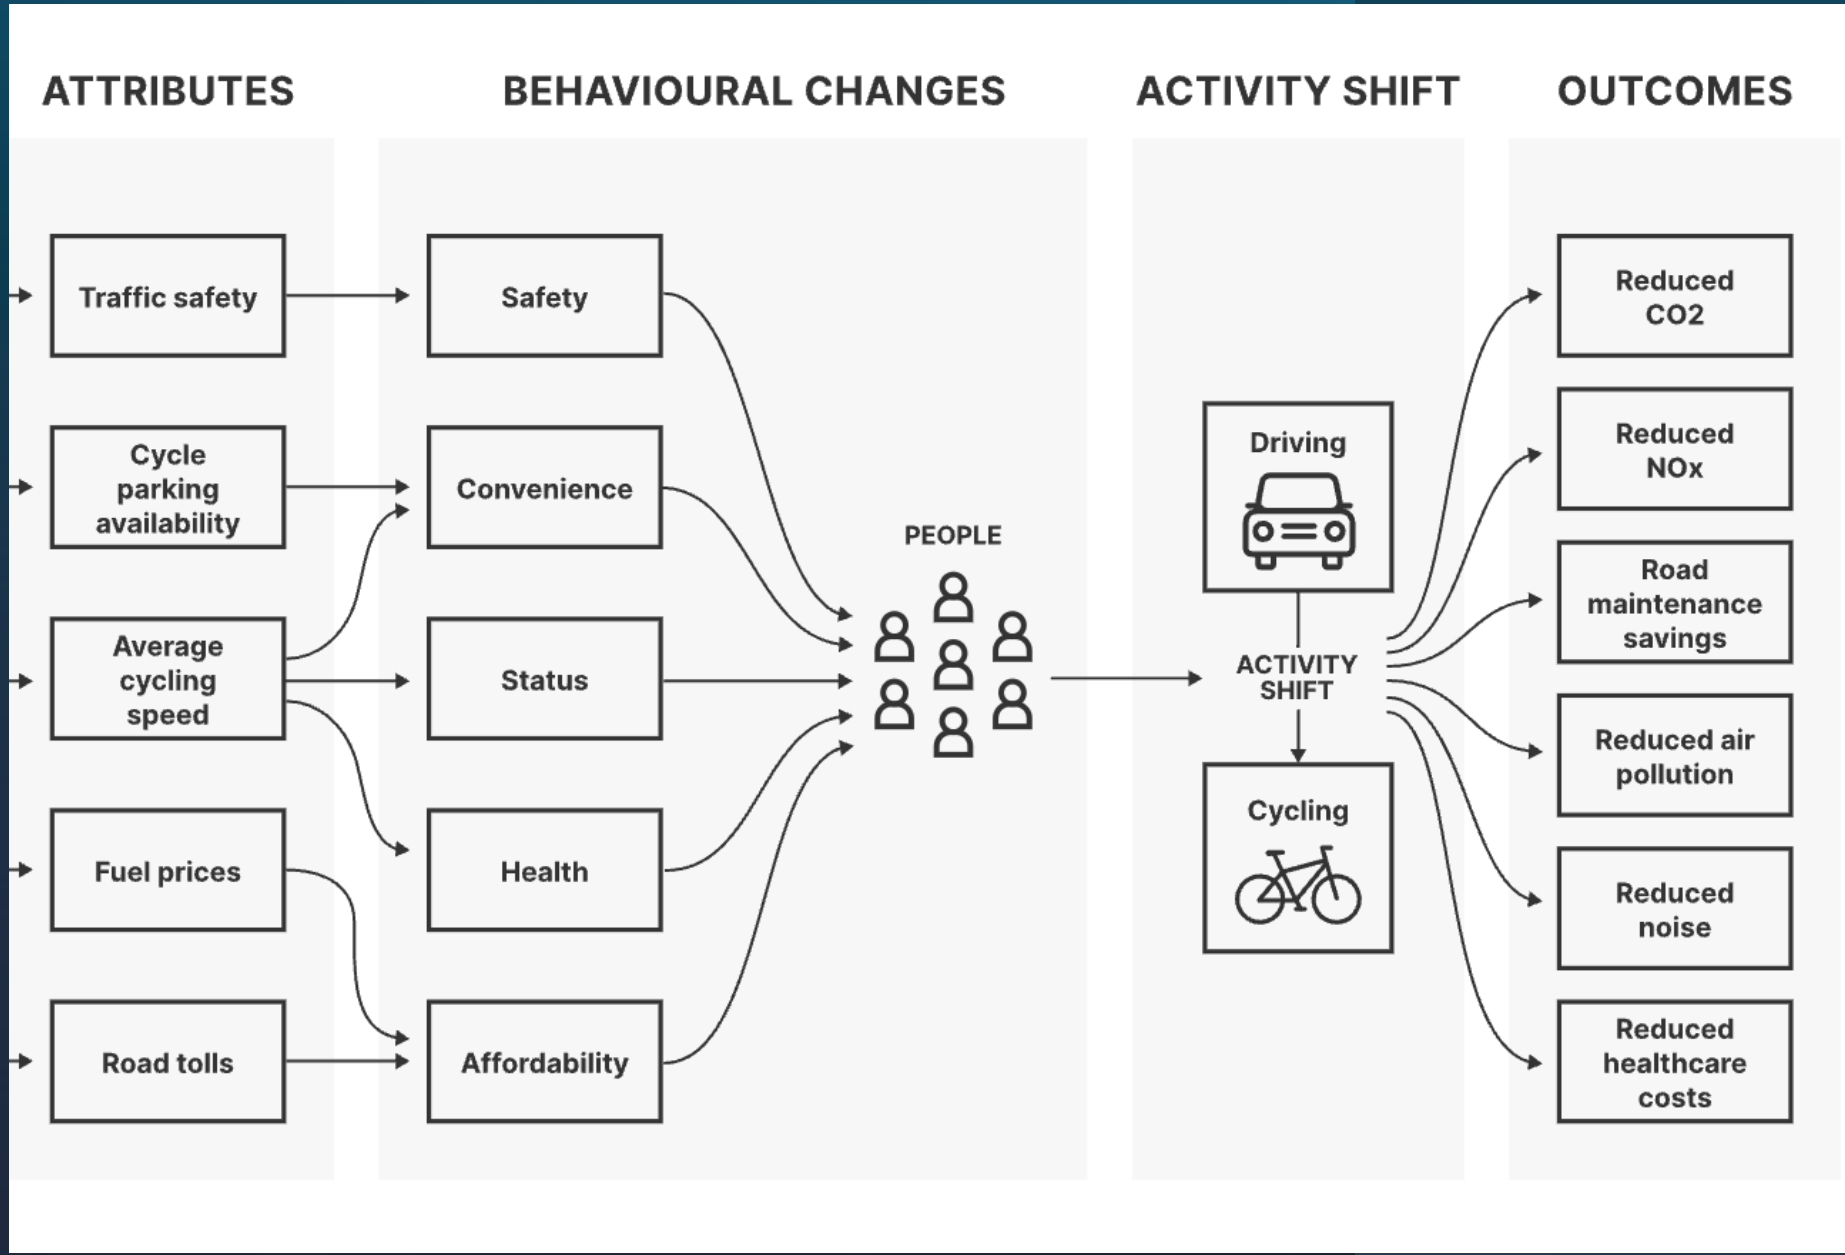 ATTRIBUTES
BEHAVIOURAL CHANGES
ACTIVITY SHIFT
OUTCOMES
Traffic safety
Cycle
parking
availability
Average
cycling
speed
Fuel prices
Road tolls
Safety
Convenience
Status
Health
Affordability
PEOPLE
Driving
ACTIVITY
SHIFT
Cycling
Reduced
CO2
Reduced
NOx
Road
maintenance
savings
Reduced air
pollution
Reduced
noise
Reduced
healthcare
costs